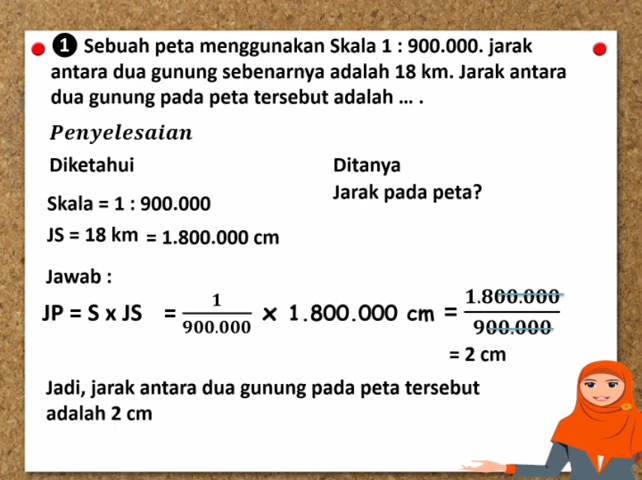 1 Sebuah peta menggunakan Skala 1 : 900.000. jarak
antara dua gunung sebenarnya adalah 18 km. Jarak antara
dua gunung pada peta tersebut adalah ... .
Penyelesaian
Diketahui
Skala = 1 : 900.000
JS = 18 km = 1.800.000 cm
Ditanya
Jarak pada peta?
Jawab :
JP = S x JS = 1/900.000 × 1.800.000 cm = 1.800.000/900.000
= 2 cm
Jadi, jarak antara dua gunung pada peta tersebut
adalah 2 cm